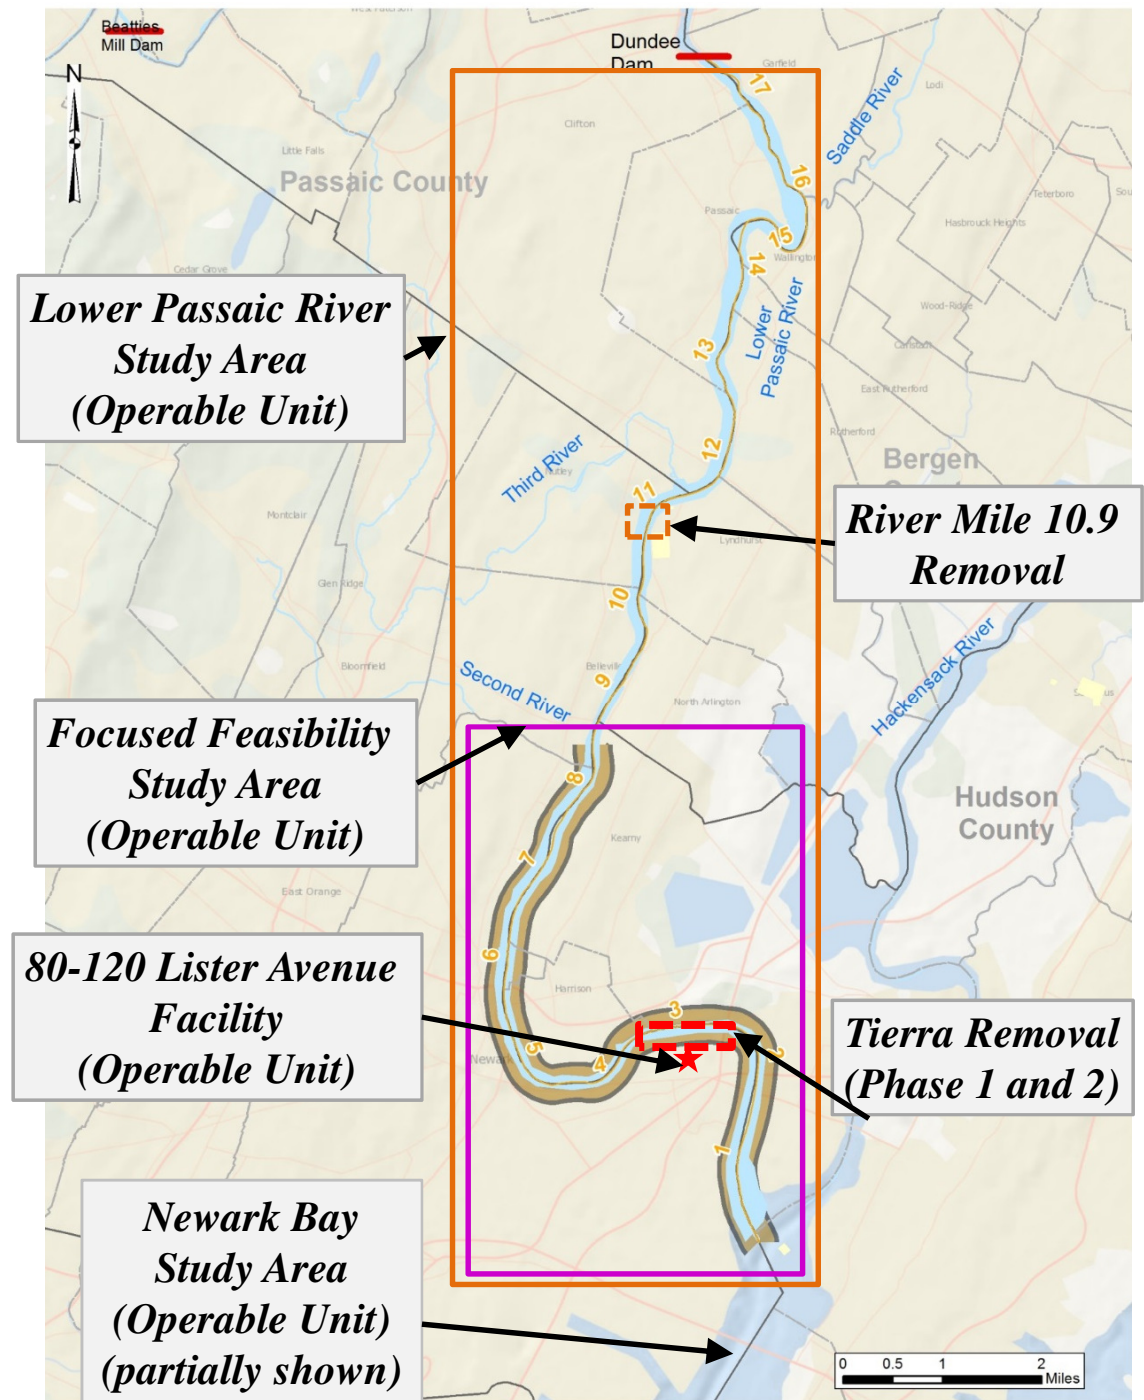 Beatties
Mill Dam
Dundee
Dam
Garfield
West Paterson
N
17
Lodi
Saddle River
Clifton
Little Falls
Passaic County
16
Teterboro
Passaic
Hasbrouck Heights
15
Wallington
14
Cedar Grove
Lower Passaic River
Study Area
(Operable Unit)
Lower
Passaic River
Wood-Ridge
13
Carlstadt
East Rutherford
Rutherford
12
Third River
Nutley
Bergen
11
Montclair
River Mile 10.9
Removal
Lyndhurst
Glen Ridge
10
Hackensack River
Bloomfield
Belleville
9
Second River
North Arlington
Focused Feasibility
Study Area
(Operable Unit)
8
Hudson
County
Kearny
7
East Orange
80-120 Lister Avenue
Facility
(Operable Unit)
6
Harrison
3
Tierra Removal
(Phase 1 and 2)
2
5
4
Newark
1
Newark Bay
Study Area
(Operable Unit)
(partially shown)
0 0.5 1 2
Miles